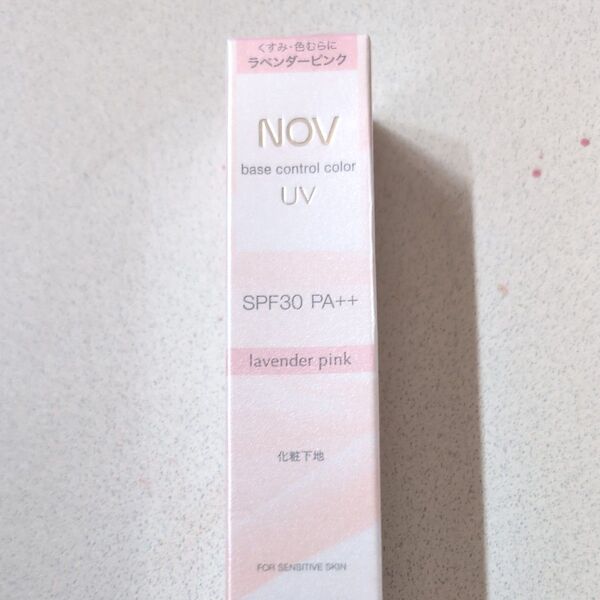 くすみ・色むらに
ラベンダーピンク
NOV
base control color
UV
SPF30 PA++
lavender pink
化粧下地
FOR SENSITIVE SKIN